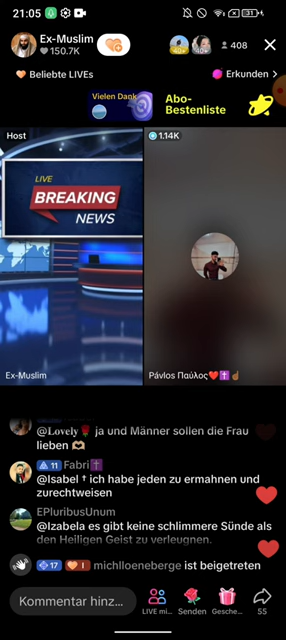 21:05
31
Ex-Muslim
150.7K
40+
40+
408
Beliebte LIVEs
Erkunden
Vielen Dank
Abo-
Bestenliste
Host
1.14K
LIVE
BREAKING
NEWS
Ex-Muslim
Pávlos Παύλος❤️✝️☝🏾
@Lovely🌹 ja und Männer sollen die Frau
lieben 🫶🏼
11 Fabri✝️
@Isabel † ich habe jeden zu ermahnen und
zurechtweisen
EPluribusUnum
@Izabela es gibt keine schlimmere Sünde als
den Heiligen Geist zu verleugnen.
17 I michlloeneberge ist beigetreten
Kommentar hinz...
LIVE mi...
Senden
Gesche...
55